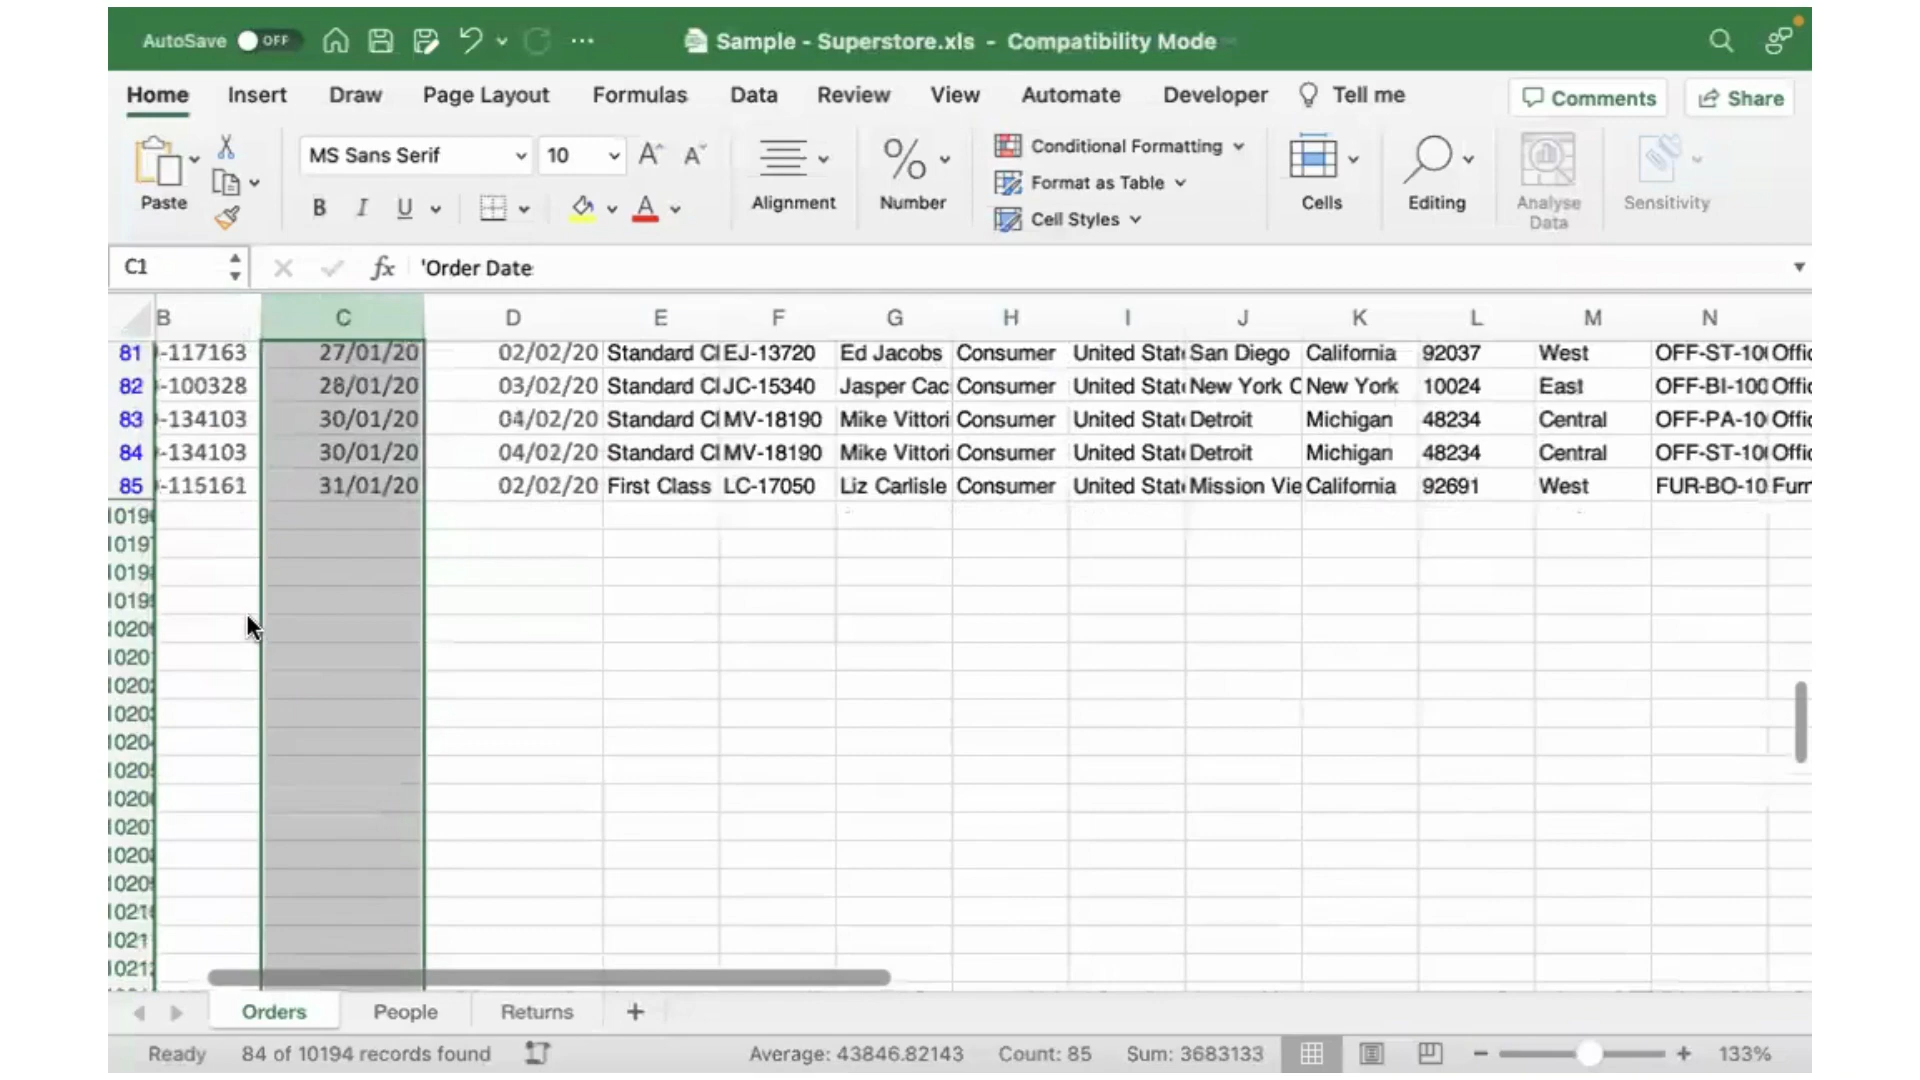 AutoSave OFF Sample - Superstore.xls - Compatibility Mode
Home Insert Draw Page Layout Formulas Data Review View Automate Developer Tell me Comments Share
Paste MS Sans Serif 10 B I U Alignment Number Conditional Formatting Format as Table Cell Styles Cells Editing Analyse Data Sensitivity
C1 fx 'Order Date
B C D E F G H I J K L M N
81 -117163 27/01/20 02/02/20 Standard Cl EJ-13720 Ed Jacobs Consumer United Stat San Diego California 92037 West OFF-ST-10 Offic
82 -100328 28/01/20 03/02/20 Standard Cl JC-15340 Jasper Cac Consumer United Stat New York C New York 10024 East OFF-BI-100 Offic
83 -134103 30/01/20 04/02/20 Standard Cl MV-18190 Mike Vittori Consumer United Stat Detroit Michigan 48234 Central OFF-PA-10 Offic
84 -134103 30/01/20 04/02/20 Standard Cl MV-18190 Mike Vittori Consumer United Stat Detroit Michigan 48234 Central OFF-ST-10 Offic
85 -115161 31/01/20 02/02/20 First Class LC-17050 Liz Carlisle Consumer United Stat Mission Vie California 92691 West FUR-BO-10 Furn
Orders People Returns +
Ready 84 of 10194 records found Average: 43846.82143 Count: 85 Sum: 3683133 133%